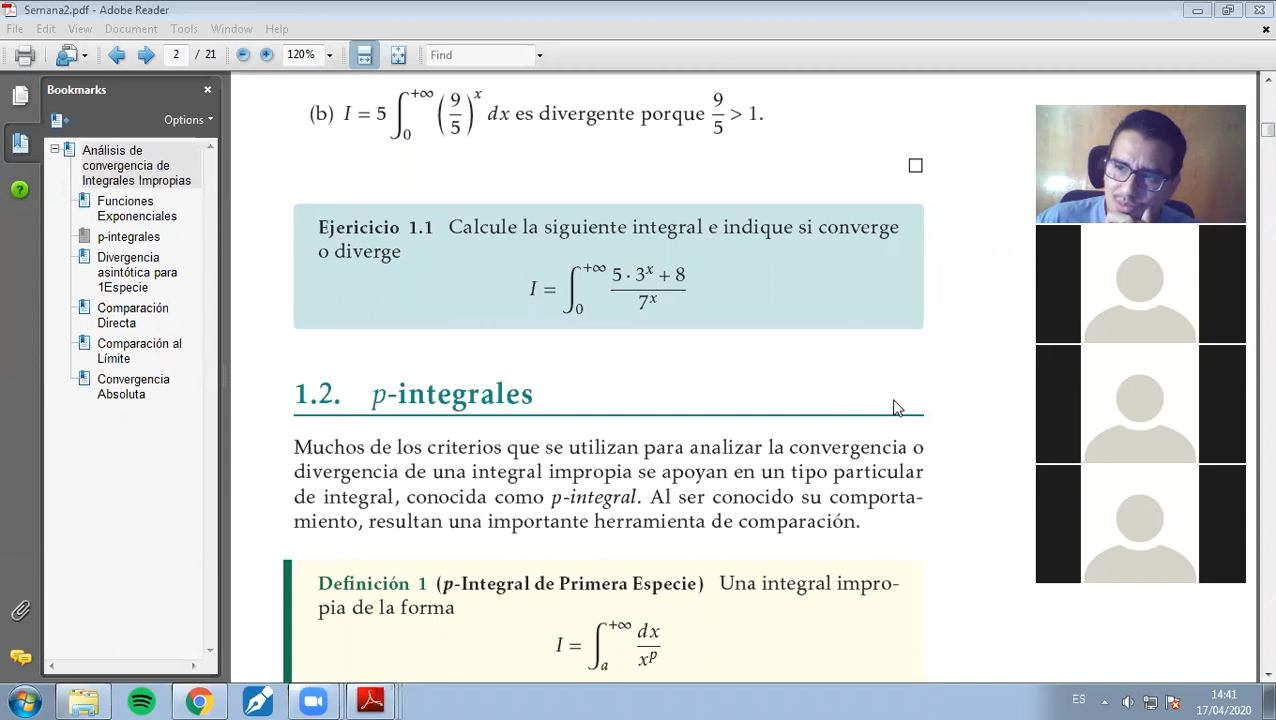 Semana2.pdf - Adobe Reader
File Edit View Document Tools Window Help
2 / 21 120% Find
Bookmarks
Options
Análisis de
convergencia de
Integrales Impropias
Funciones
Exponenciales
p-integrales
Divergencia
asintótica para
1Especie
Comparación
Directa
Comparación al
Límite
Convergencia
Absoluta
(b) I = 5 ∫₀^{+∞} (9/5)^x dx es divergente porque 9/5 > 1.
□
Ejericicio 1.1 Calcule la siguiente integral e indique si converge
o diverge
I = ∫₀^{+∞} (5 · 3^x + 8)/7^x
1.2. p-integrales
Muchos de los criterios que se utilizan para analizar la convergencia o
divergencia de una integral impropia se apoyan en un tipo particular
de integral, conocida como p-integral. Al ser conocido su comporta-
miento, resultan una importante herramienta de comparación.
Definición 1 (p-Integral de Primera Especie) Una integral impro-
pia de la forma
I = ∫ₐ^{+∞} dx/x^p
ES
14:41
17/04/2020